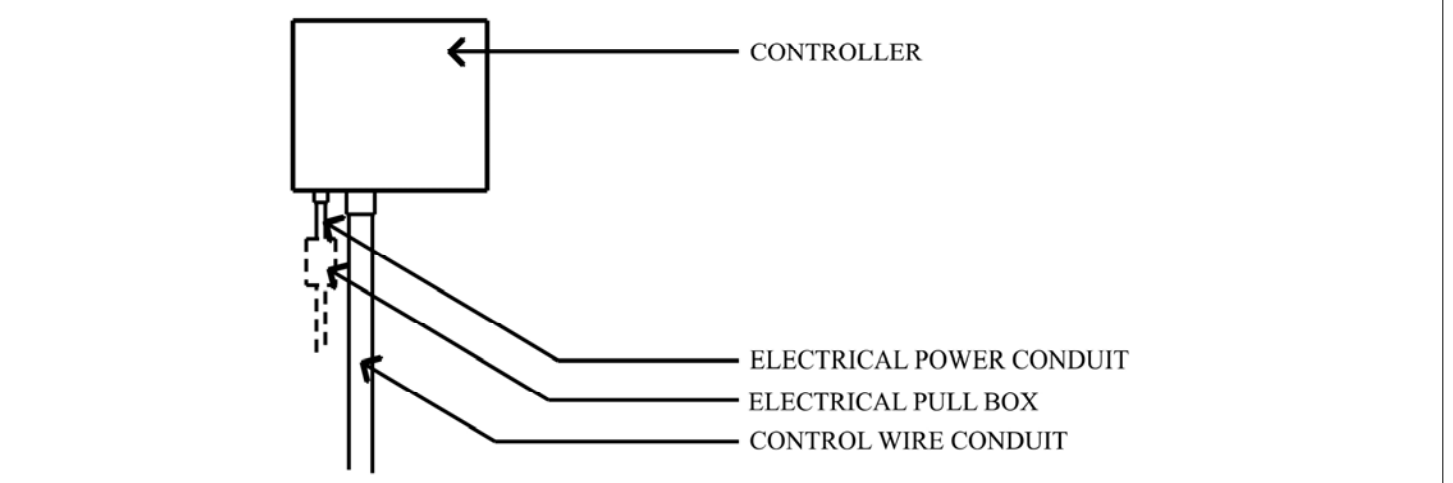 CONTROLLER
ELECTRICAL POWER CONDUIT
ELECTRICAL PULL BOX
CONTROL WIRE CONDUIT